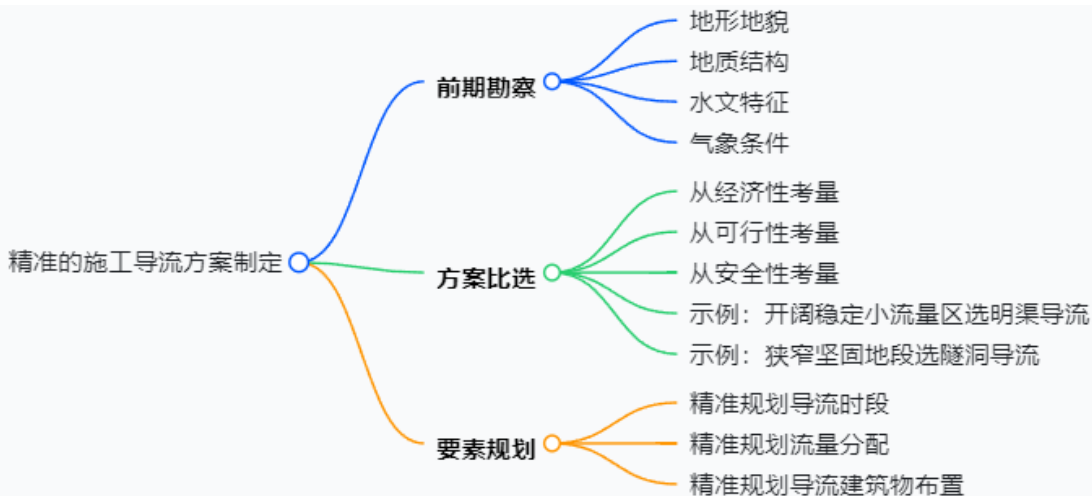 精准的施工导流方案制定
前期勘察
地形地貌
地质结构
水文特征
气象条件
方案比选
从经济性考量
从可行性考量
从安全性考量
示例：开阔稳定小流量区选明渠导流
示例：狭窄坚固地段选隧洞导流
要素规划
精准规划导流时段
精准规划流量分配
精准规划导流建筑物布置